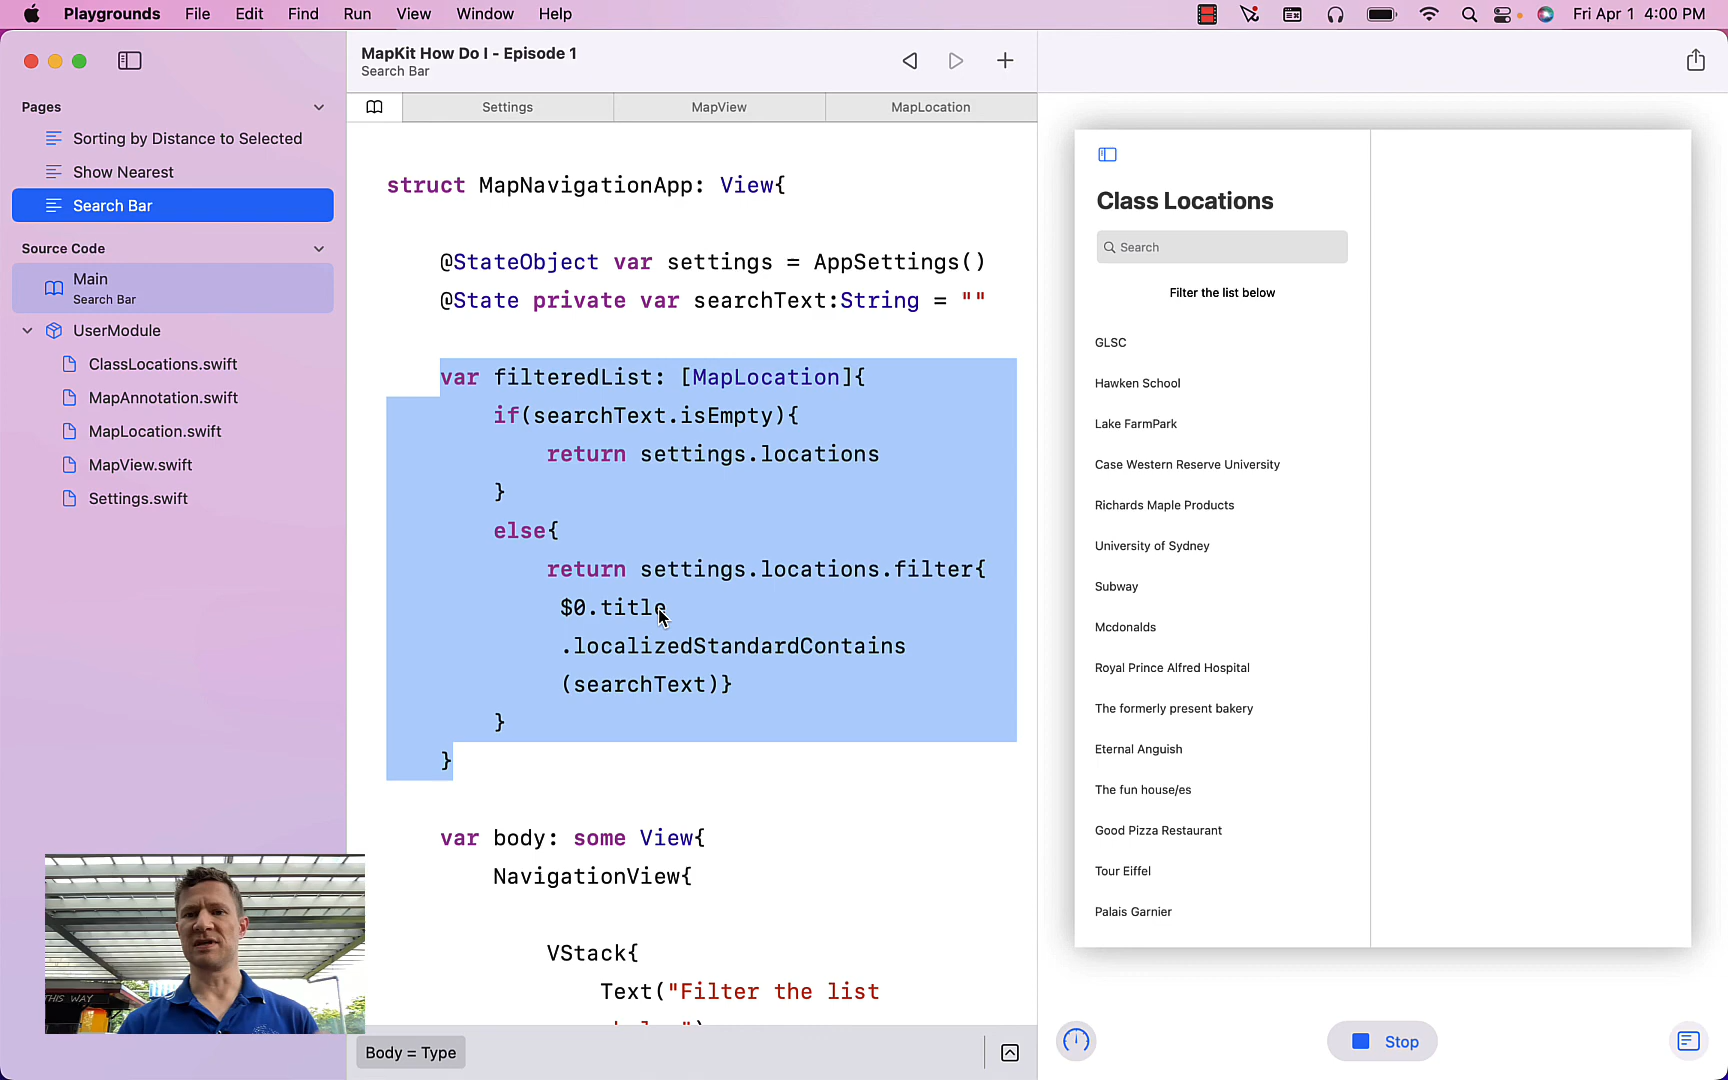 Playgrounds File Edit Find Run View Window Help Fri Apr 1 4:00 PM
MapKit How Do I - Episode 1
Search Bar
Pages
Sorting by Distance to Selected
Show Nearest
Search Bar
Source Code
Main
Search Bar
UserModule
ClassLocations.swift
MapAnnotation.swift
MapLocation.swift
MapView.swift
Settings.swift
Settings MapView MapLocation
struct MapNavigationApp: View{
@StateObject var settings = AppSettings()
@State private var searchText:String = ""
var filteredList: [MapLocation]{
if(searchText.isEmpty){
return settings.locations
}
else{
return settings.locations.filter{
$0.title
.localizedStandardContains
(searchText)}
}
}
var body: some View{
NavigationView{
VStack{
Text("Filter the list
Body = Type
Class Locations
Search
Filter the list below
GLSC
Hawken School
Lake FarmPark
Case Western Reserve University
Richards Maple Products
University of Sydney
Subway
Mcdonalds
Royal Prince Alfred Hospital
The formerly present bakery
Eternal Anguish
The fun house/es
Good Pizza Restaurant
Tour Eiffel
Palais Garnier
Stop
THIS WAY